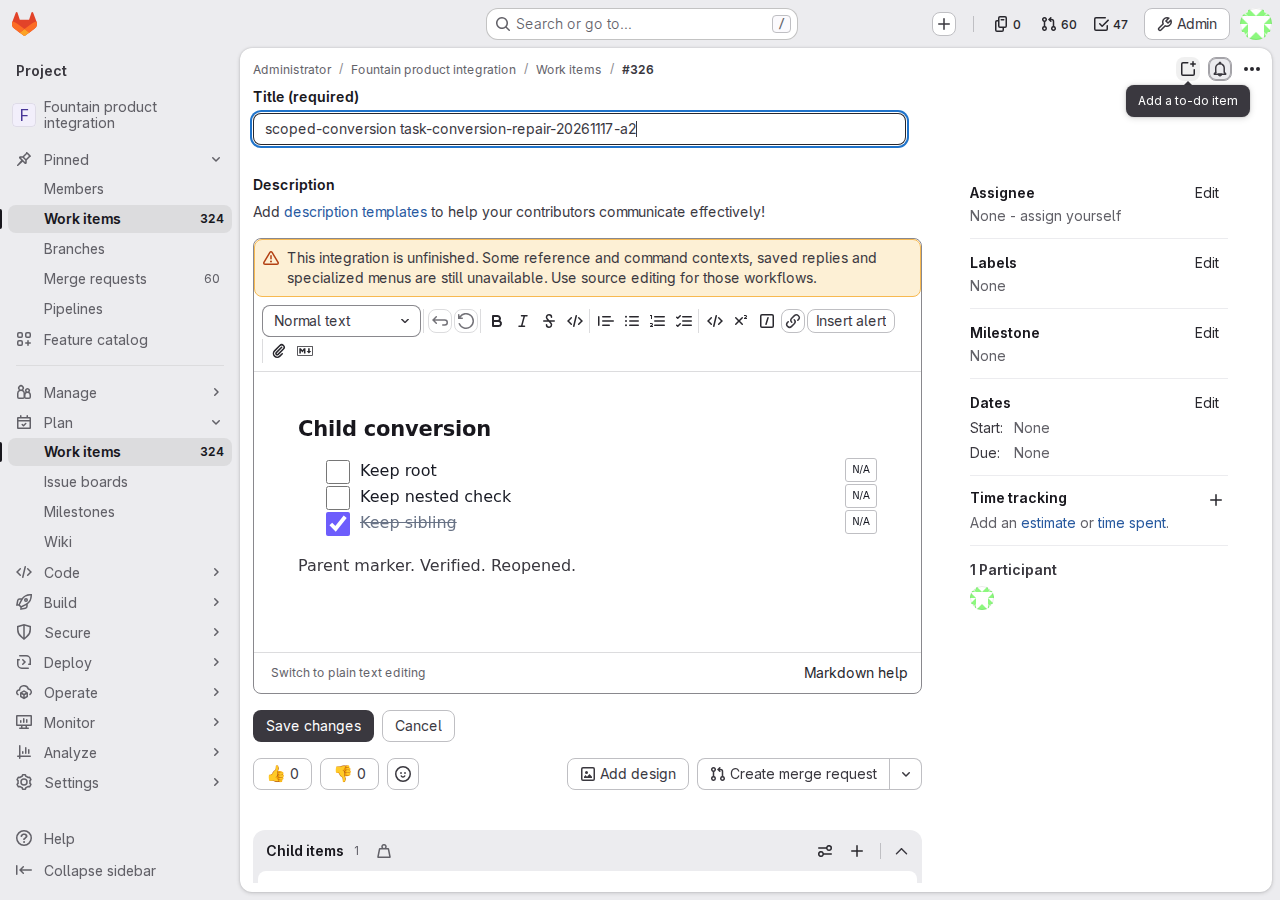 Search or go to...
/
0
60
47
Admin
Project
F
Fountain product integration
Pinned
Members
Work items
324
Branches
Merge requests
60
Pipelines
Feature catalog
Manage
Plan
Work items
324
Issue boards
Milestones
Wiki
Code
Build
Secure
Deploy
Operate
Monitor
Analyze
Settings
Help
Collapse sidebar
Administrator / Fountain product integration / Work items / #326
Add a to-do item
Title (required)
scoped-conversion task-conversion-repair-20261117-a2
Description
Add description templates to help your contributors communicate effectively!
This integration is unfinished. Some reference and command contexts, saved replies and
specialized menus are still unavailable. Use source editing for those workflows.
Normal text
Insert alert
Child conversion
Keep root
N/A
Keep nested check
N/A
Keep sibling
N/A
Parent marker. Verified. Reopened.
Switch to plain text editing
Markdown help
Save changes
Cancel
👍 0
👎 0
Add design
Create merge request
Child items 1
Assignee
Edit
None - assign yourself
Labels
Edit
None
Milestone
Edit
None
Dates
Edit
Start: None
Due: None
Time tracking
Add an estimate or time spent.
1 Participant